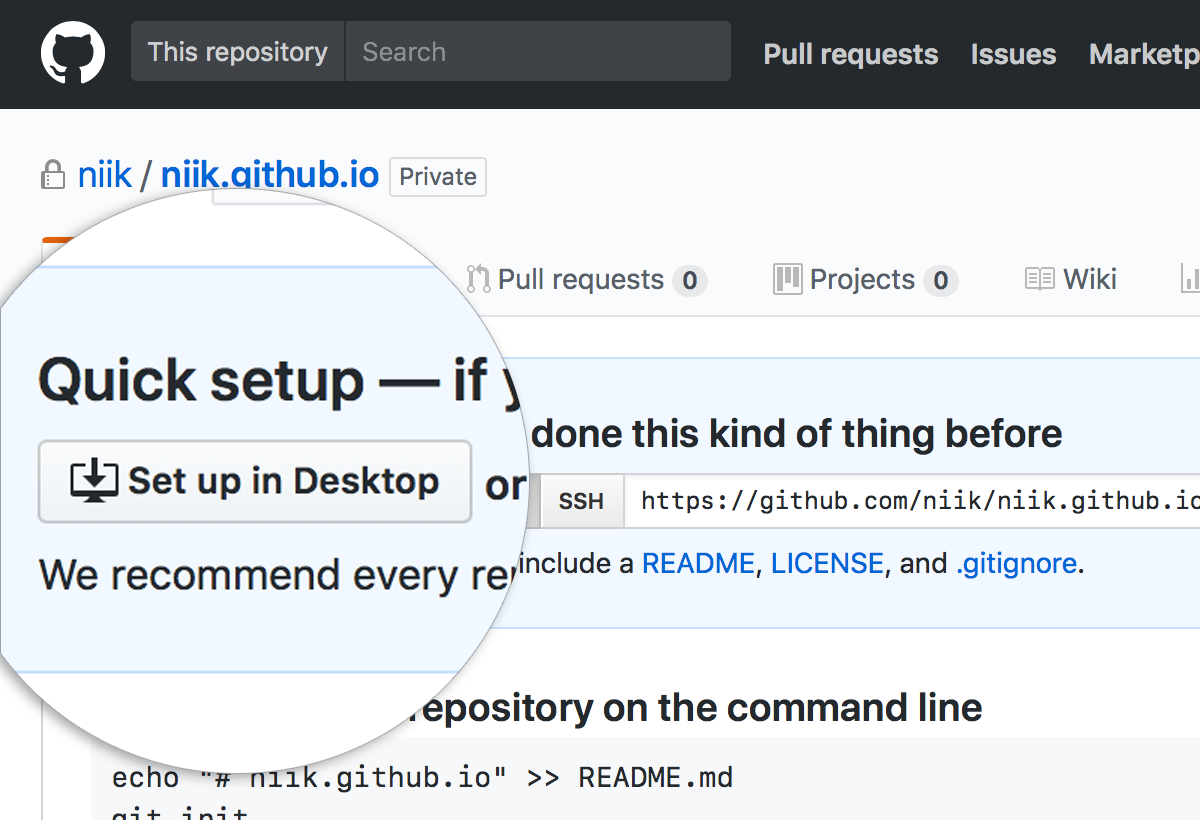 This repository Search Pull requests Issues Marketp
niik / niik.github.io Private
Pull requests 0 Projects 0 Wiki
Quick setup — if y
done this kind of thing before
Set up in Desktop or SSH https://github.com/niik/niik.github.io
We recommend every re include a README, LICENSE, and .gitignore.
repository on the command line
echo "# niik.github.io" >> README.md
git init